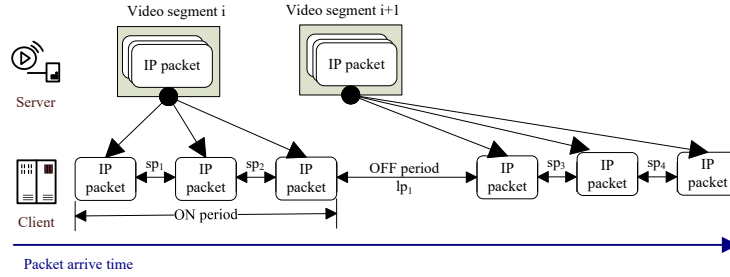 Video segment i
Video segment i+1
IP packet
IP packet
Server
IP packet
sp1
IP packet
sp2
IP packet
OFF period
lp1
IP packet
sp3
IP packet
sp4
IP packet
Client
ON period
Packet arrive time